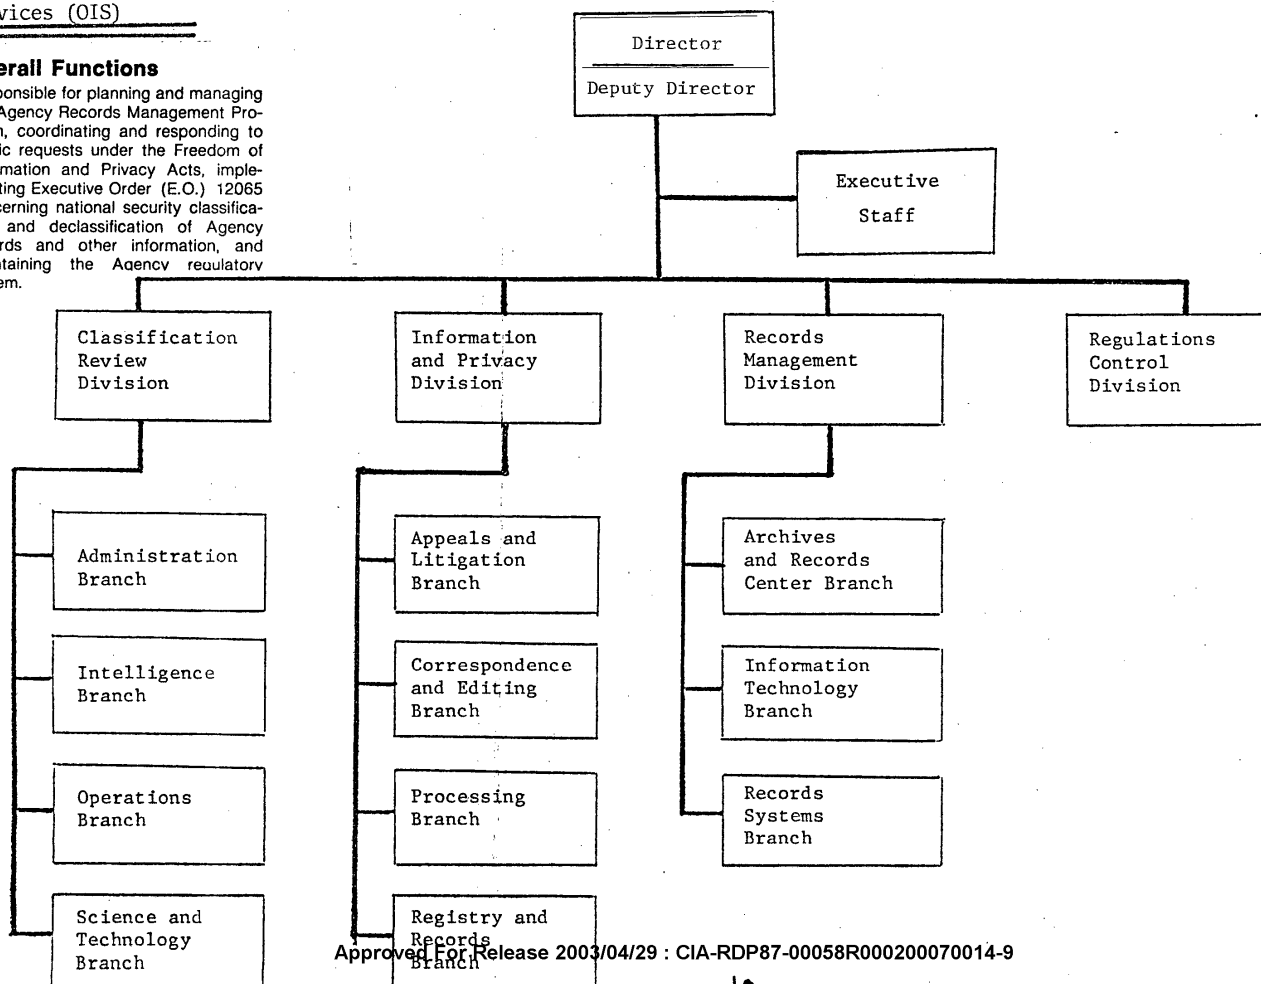 vices (OIS)
erall Functions
ponsible for planning and managing
Agency Records Management Pro-
n, coordinating and responding to
ic requests under the Freedom of
rmation and Privacy Acts, imple-
ting Executive Order (E.O.) 12065
cerning national security classifica-
and declassification of Agency
rds and other information, and
ntaining the Agency regulatory
em.
Director
Deputy Director
Executive
Staff
Classification
Review
Division
Information
and Privacy
Division
Records
Management
Division
Regulations
Control
Division
Administration
Branch
Intelligence
Branch
Operations
Branch
Science and
Technology
Branch
Appeals and
Litigation
Branch
Correspondence
and Editing
Branch
Processing
Branch
Registry and
Records
Branch
Archives
and Records
Center Branch
Information
Technology
Branch
Records
Systems
Branch
Approved For Release 2003/04/29 : CIA-RDP87-00058R000200070014-9